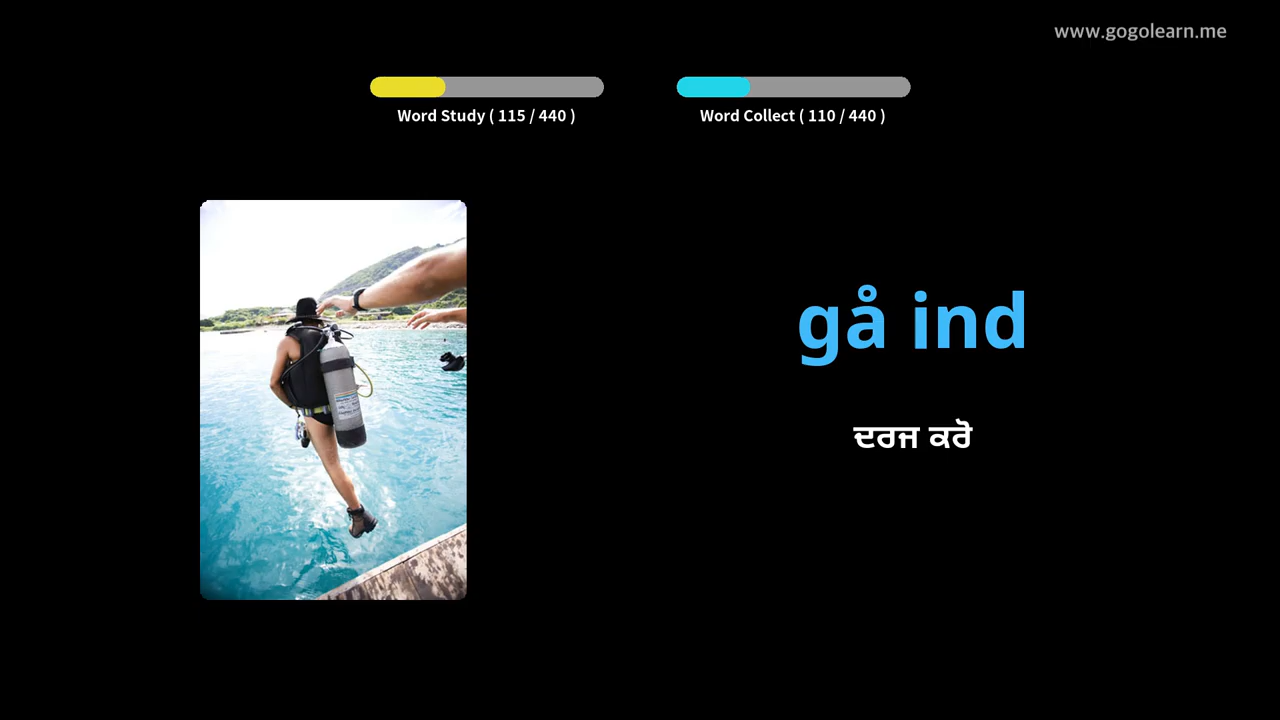 www.gogolearn.me
Word Study ( 115 / 440 )
Word Collect ( 110 / 440 )
gå ind
ਦਰਜ ਕਰੋ